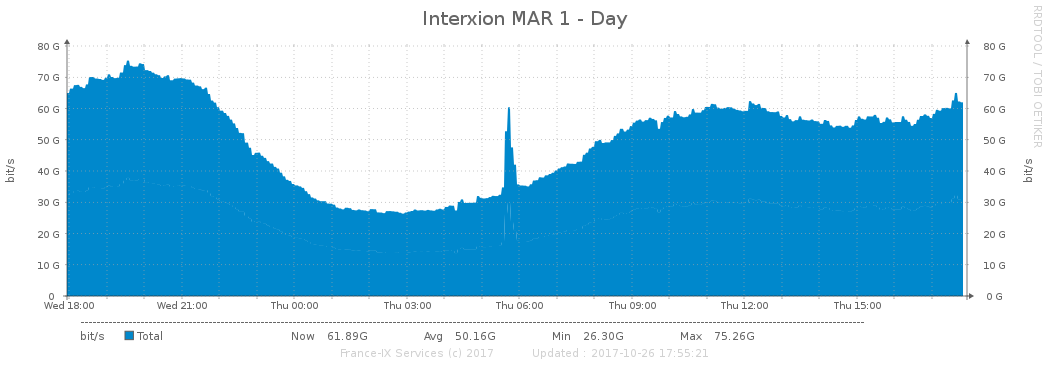 Interxion MAR 1 - Day
RRDTOOL / TOBI OETIKER
bit/s
80 G
70 G
60 G
50 G
40 G
30 G
20 G
10 G
0
80 G
70 G
60 G
50 G
40 G
30 G
20 G
10 G
0 G
bit/s
Wed 18:00 Wed 21:00 Thu 00:00 Thu 03:00 Thu 06:00 Thu 09:00 Thu 12:00 Thu 15:00
bit/s Total Now 61.89G Avg 50.16G Min 26.30G Max 75.26G
France-IX Services (c) 2017 Updated : 2017-10-26 17:55:21